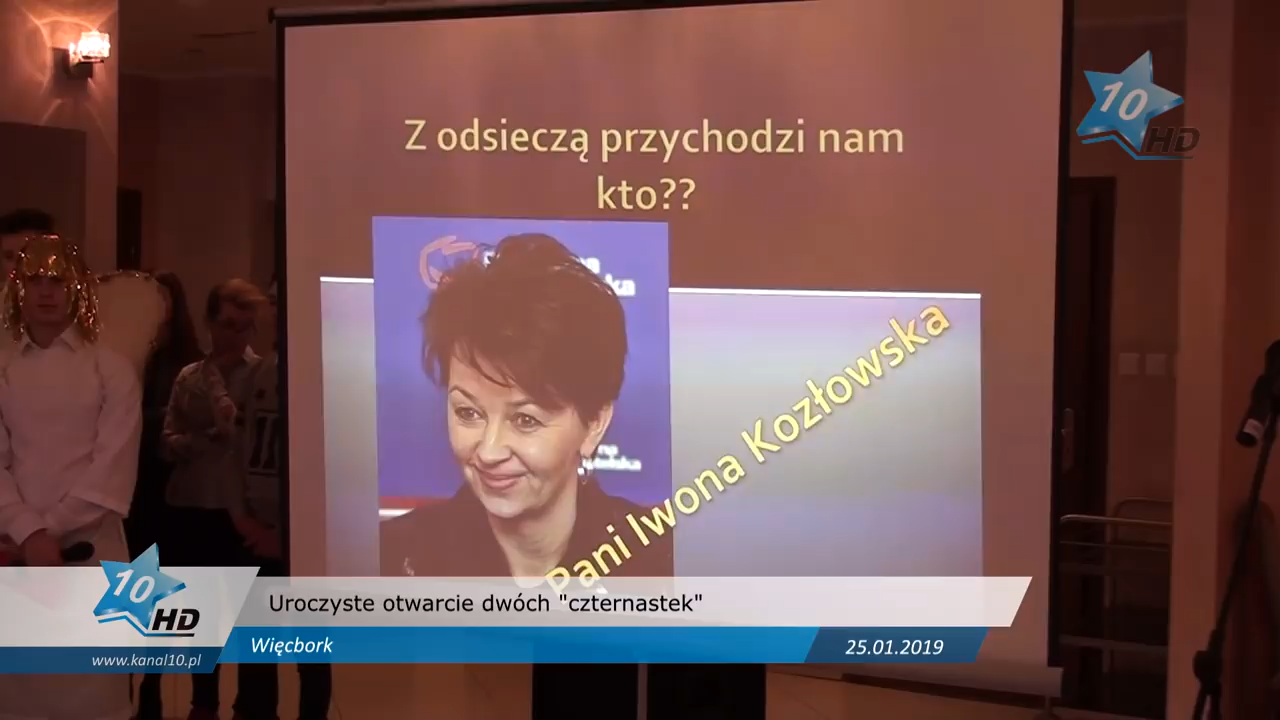 10
HD
Z odsieczą przychodzi nam
kto??
Pani Iwona Kozłowska
10
HD
Uroczyste otwarcie dwóch "czternastek"
Więcbork
25.01.2019
www.kanal10.pl